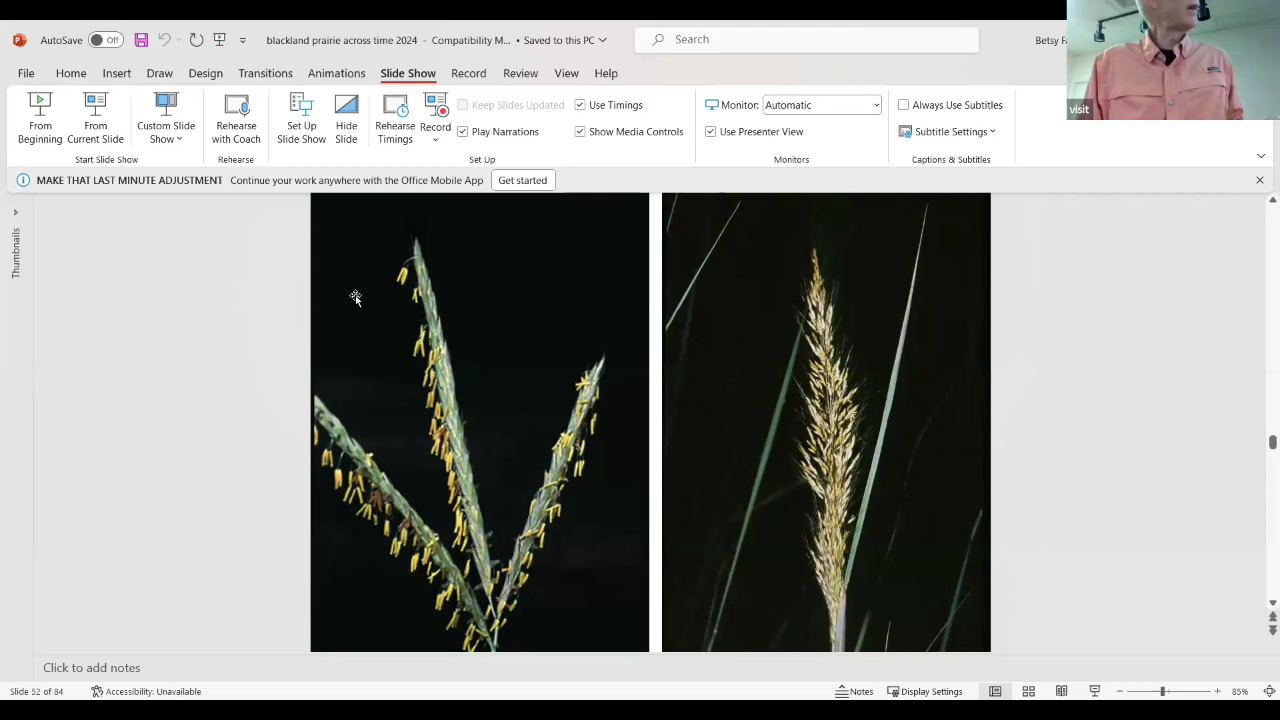 AutoSave Off blackland prairie across time 2024 - Compatibility M... • Saved to this PC Search Betsy Fa
File Home Insert Draw Design Transitions Animations Slide Show Record Review View Help
visit
From Beginning From Current Slide Custom Slide Show Rehearse with Coach Set Up Slide Show Hide Slide Rehearse Timings Record
Keep Slides Updated Use Timings Monitor: Automatic Always Use Subtitles
Play Narrations Show Media Controls Use Presenter View Subtitle Settings
Start Slide Show Rehearse Set Up Monitors Captions & Subtitles
MAKE THAT LAST MINUTE ADJUSTMENT Continue your work anywhere with the Office Mobile App Get started
Thumbnails
Click to add notes
Slide 52 of 84 Accessibility: Unavailable Notes Display Settings 85%